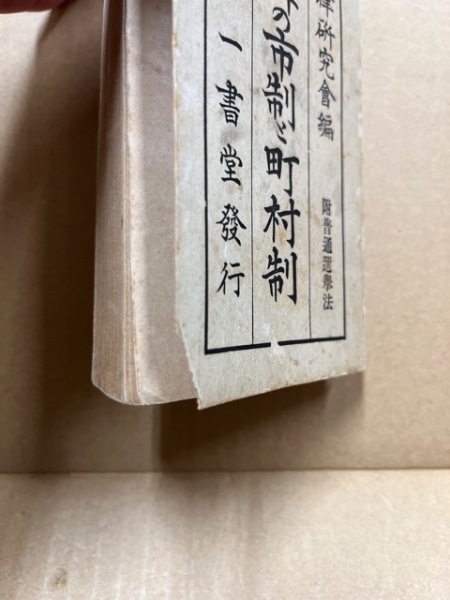 律研究會編
附普通選擧法
の市制と町村制
一書堂發行